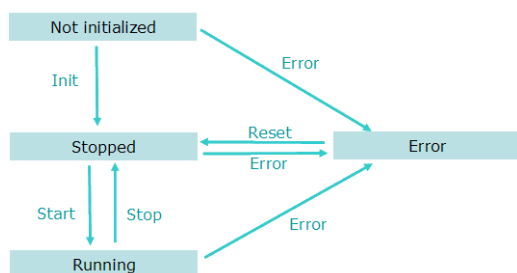 Not initialized
Error
Init
Reset
Stopped
Error
Error
Start
Stop
Error
Running